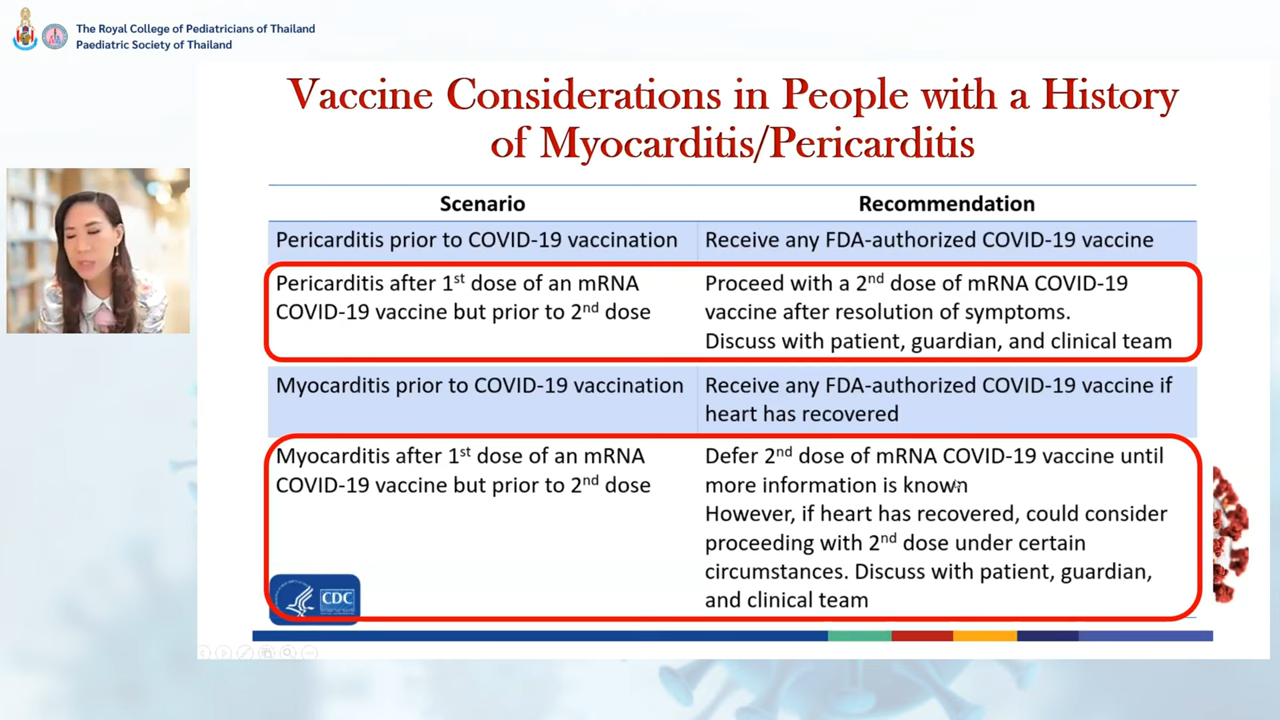 The Royal College of Pediatricians of Thailand
Paediatric Society of Thailand
Vaccine Considerations in People with a History
of Myocarditis/Pericarditis
Scenario
Recommendation
Pericarditis prior to COVID-19 vaccination
Receive any FDA-authorized COVID-19 vaccine
Pericarditis after 1st dose of an mRNA
COVID-19 vaccine but prior to 2nd dose
Proceed with a 2nd dose of mRNA COVID-19
vaccine after resolution of symptoms.
Discuss with patient, guardian, and clinical team
Myocarditis prior to COVID-19 vaccination
Receive any FDA-authorized COVID-19 vaccine if
heart has recovered
Myocarditis after 1st dose of an mRNA
COVID-19 vaccine but prior to 2nd dose
Defer 2nd dose of mRNA COVID-19 vaccine until
more information is known
However, if heart has recovered, could consider
proceeding with 2nd dose under certain
circumstances. Discuss with patient, guardian,
and clinical team
CDC